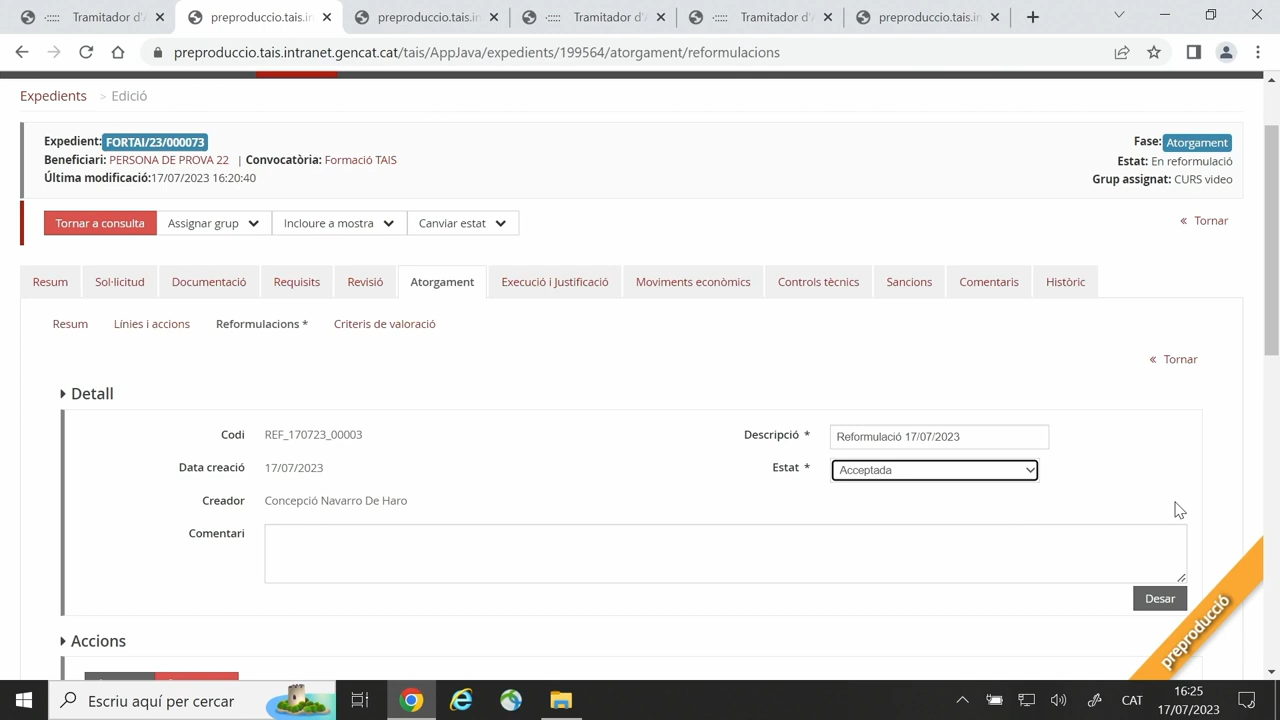 Tramitador d'A
preproduccio.tais.in
preproduccio.tais.in
Tramitador d'A
Tramitador d'A
preproduccio.tais.in
preproduccio.tais.intranet.gencat.cat/tais/AppJava/expedients/199564/atorgament/reformulacions
Expedients > Edició
Expedient: FORTAI/23/000073
Fase: Atorgament
Beneficiari: PERSONA DE PROVA 22 | Convocatòria: Formació TAIS
Estat: En reformulació
Última modificació:17/07/2023 16:20:40
Grup assignat: CURS video
Tornar a consulta Assignar grup Incloure a mostra Canviar estat
« Tornar
Resum Sol·licitud Documentació Requisits Revisió Atorgament Execució i Justificació Moviments econòmics Controls tècnics Sancions Comentaris Històric
Resum Línies i accions Reformulacions * Criteris de valoració
« Tornar
Detall
Codi REF_170723_00003
Descripció * Reformulació 17/07/2023
Data creació 17/07/2023
Estat * Acceptada
Creador Concepció Navarro De Haro
Comentari
Desar
Accions
preproducció
Escriu aquí per cercar
CAT
16:25
17/07/2023